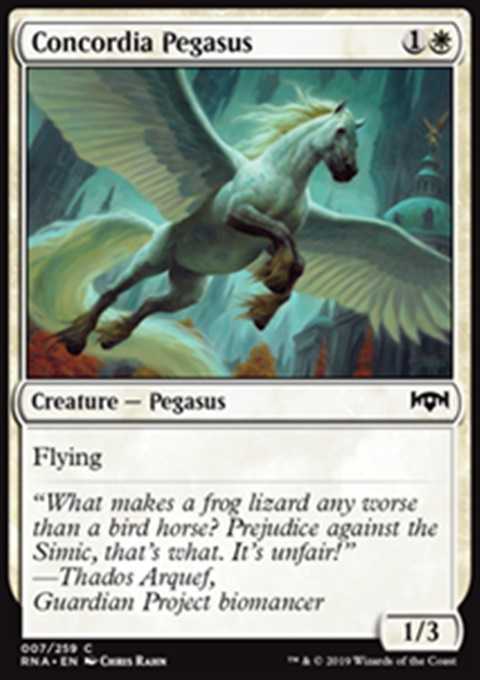 Concordia Pegasus 1
Creature — Pegasus
Flying
“What makes a frog lizard any worse
than a bird horse? Prejudice against the
Simic, that’s what. It’s unfair!”
—Thados Arquef,
Guardian Project biomancer
1/3
007/259 C
RNA • EN Chris Rahn
™ & © 2019 Wizards of the Coast